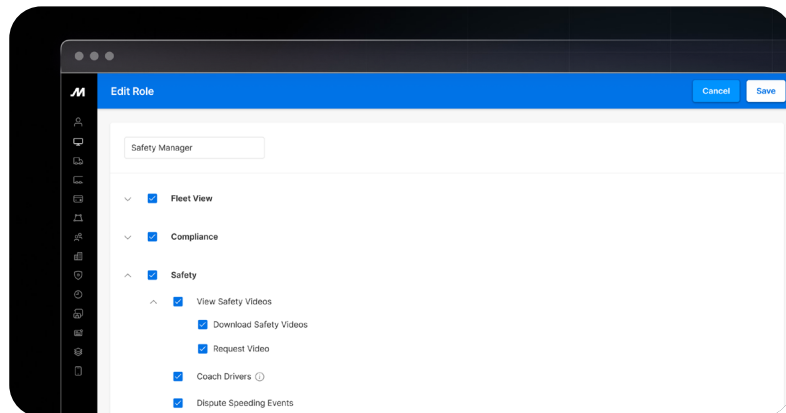 Edit Role
Cancel
Save
Safety Manager
Fleet View
Compliance
Safety
View Safety Videos
Download Safety Videos
Request Video
Coach Drivers
Dispute Speeding Events